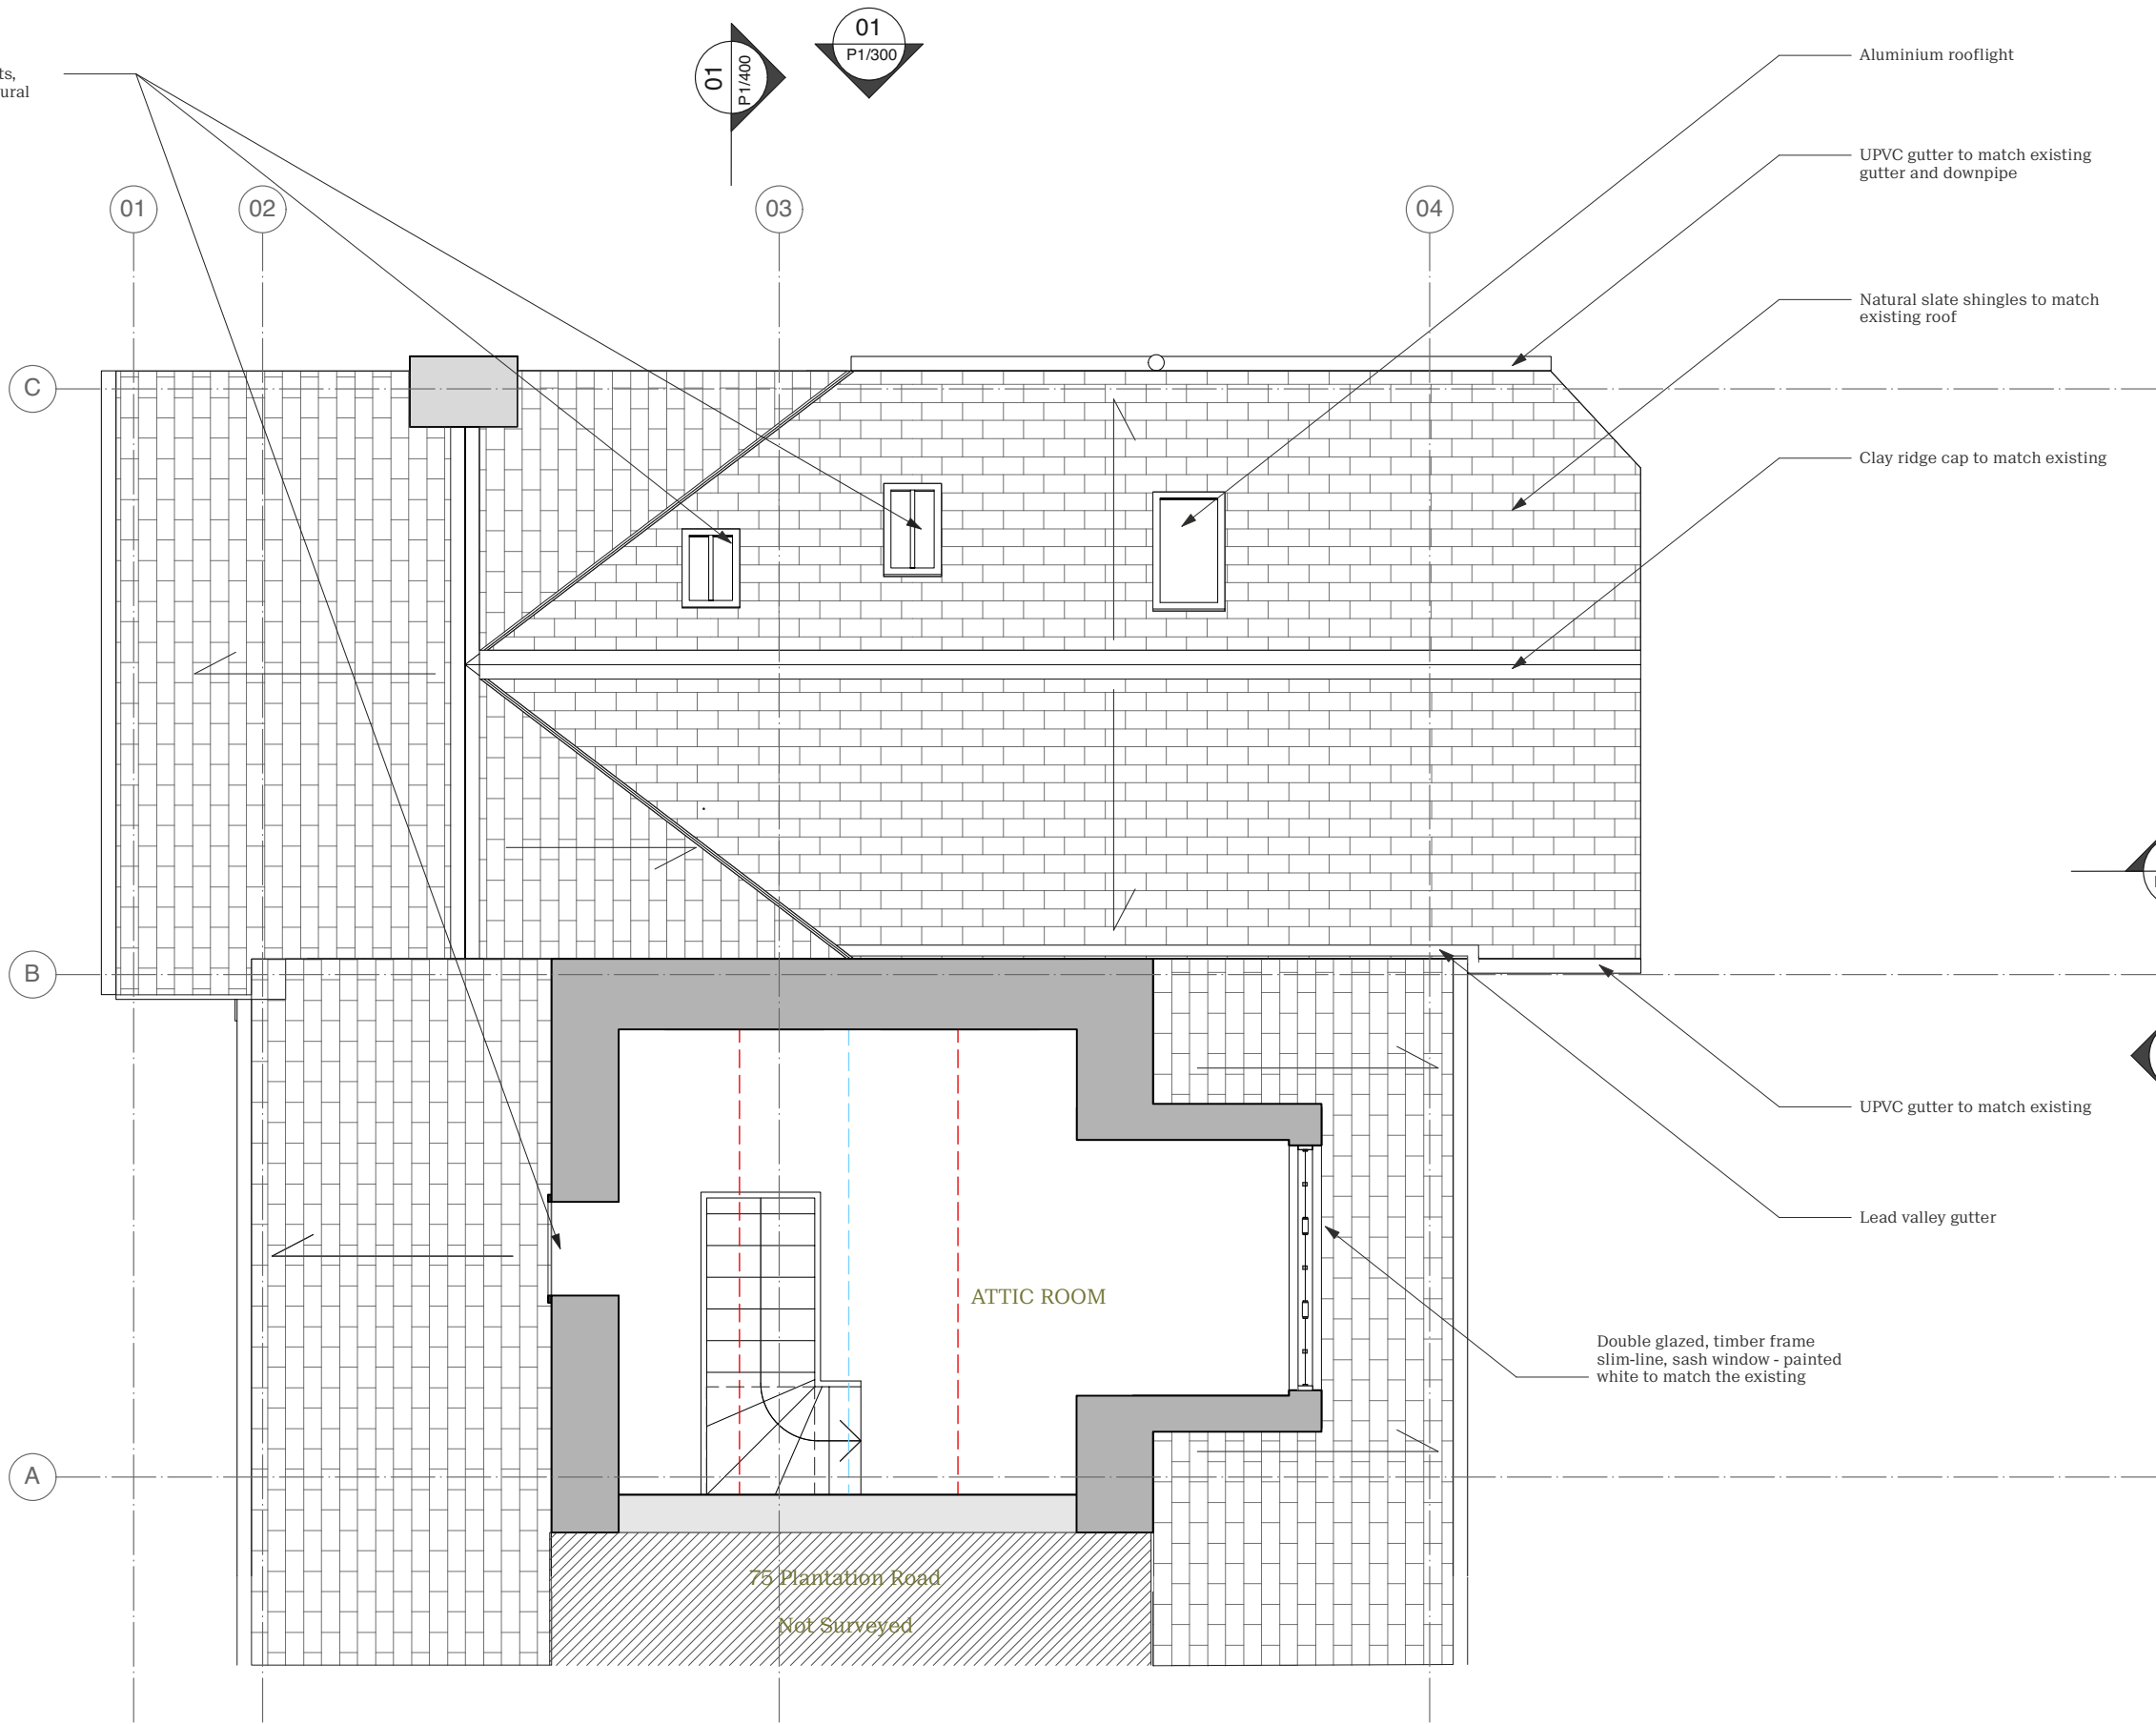 01
P1/300
01
P1/400
ts,
ural
Aluminium rooflight
UPVC gutter to match existing
gutter and downpipe
01
02
03
04
Natural slate shingles to match
existing roof
C
Clay ridge cap to match existing
B
UPVC gutter to match existing
Lead valley gutter
ATTIC ROOM
Double glazed, timber frame
slim-line, sash window - painted
white to match the existing
A
75 Plantation Road
Not Surveyed